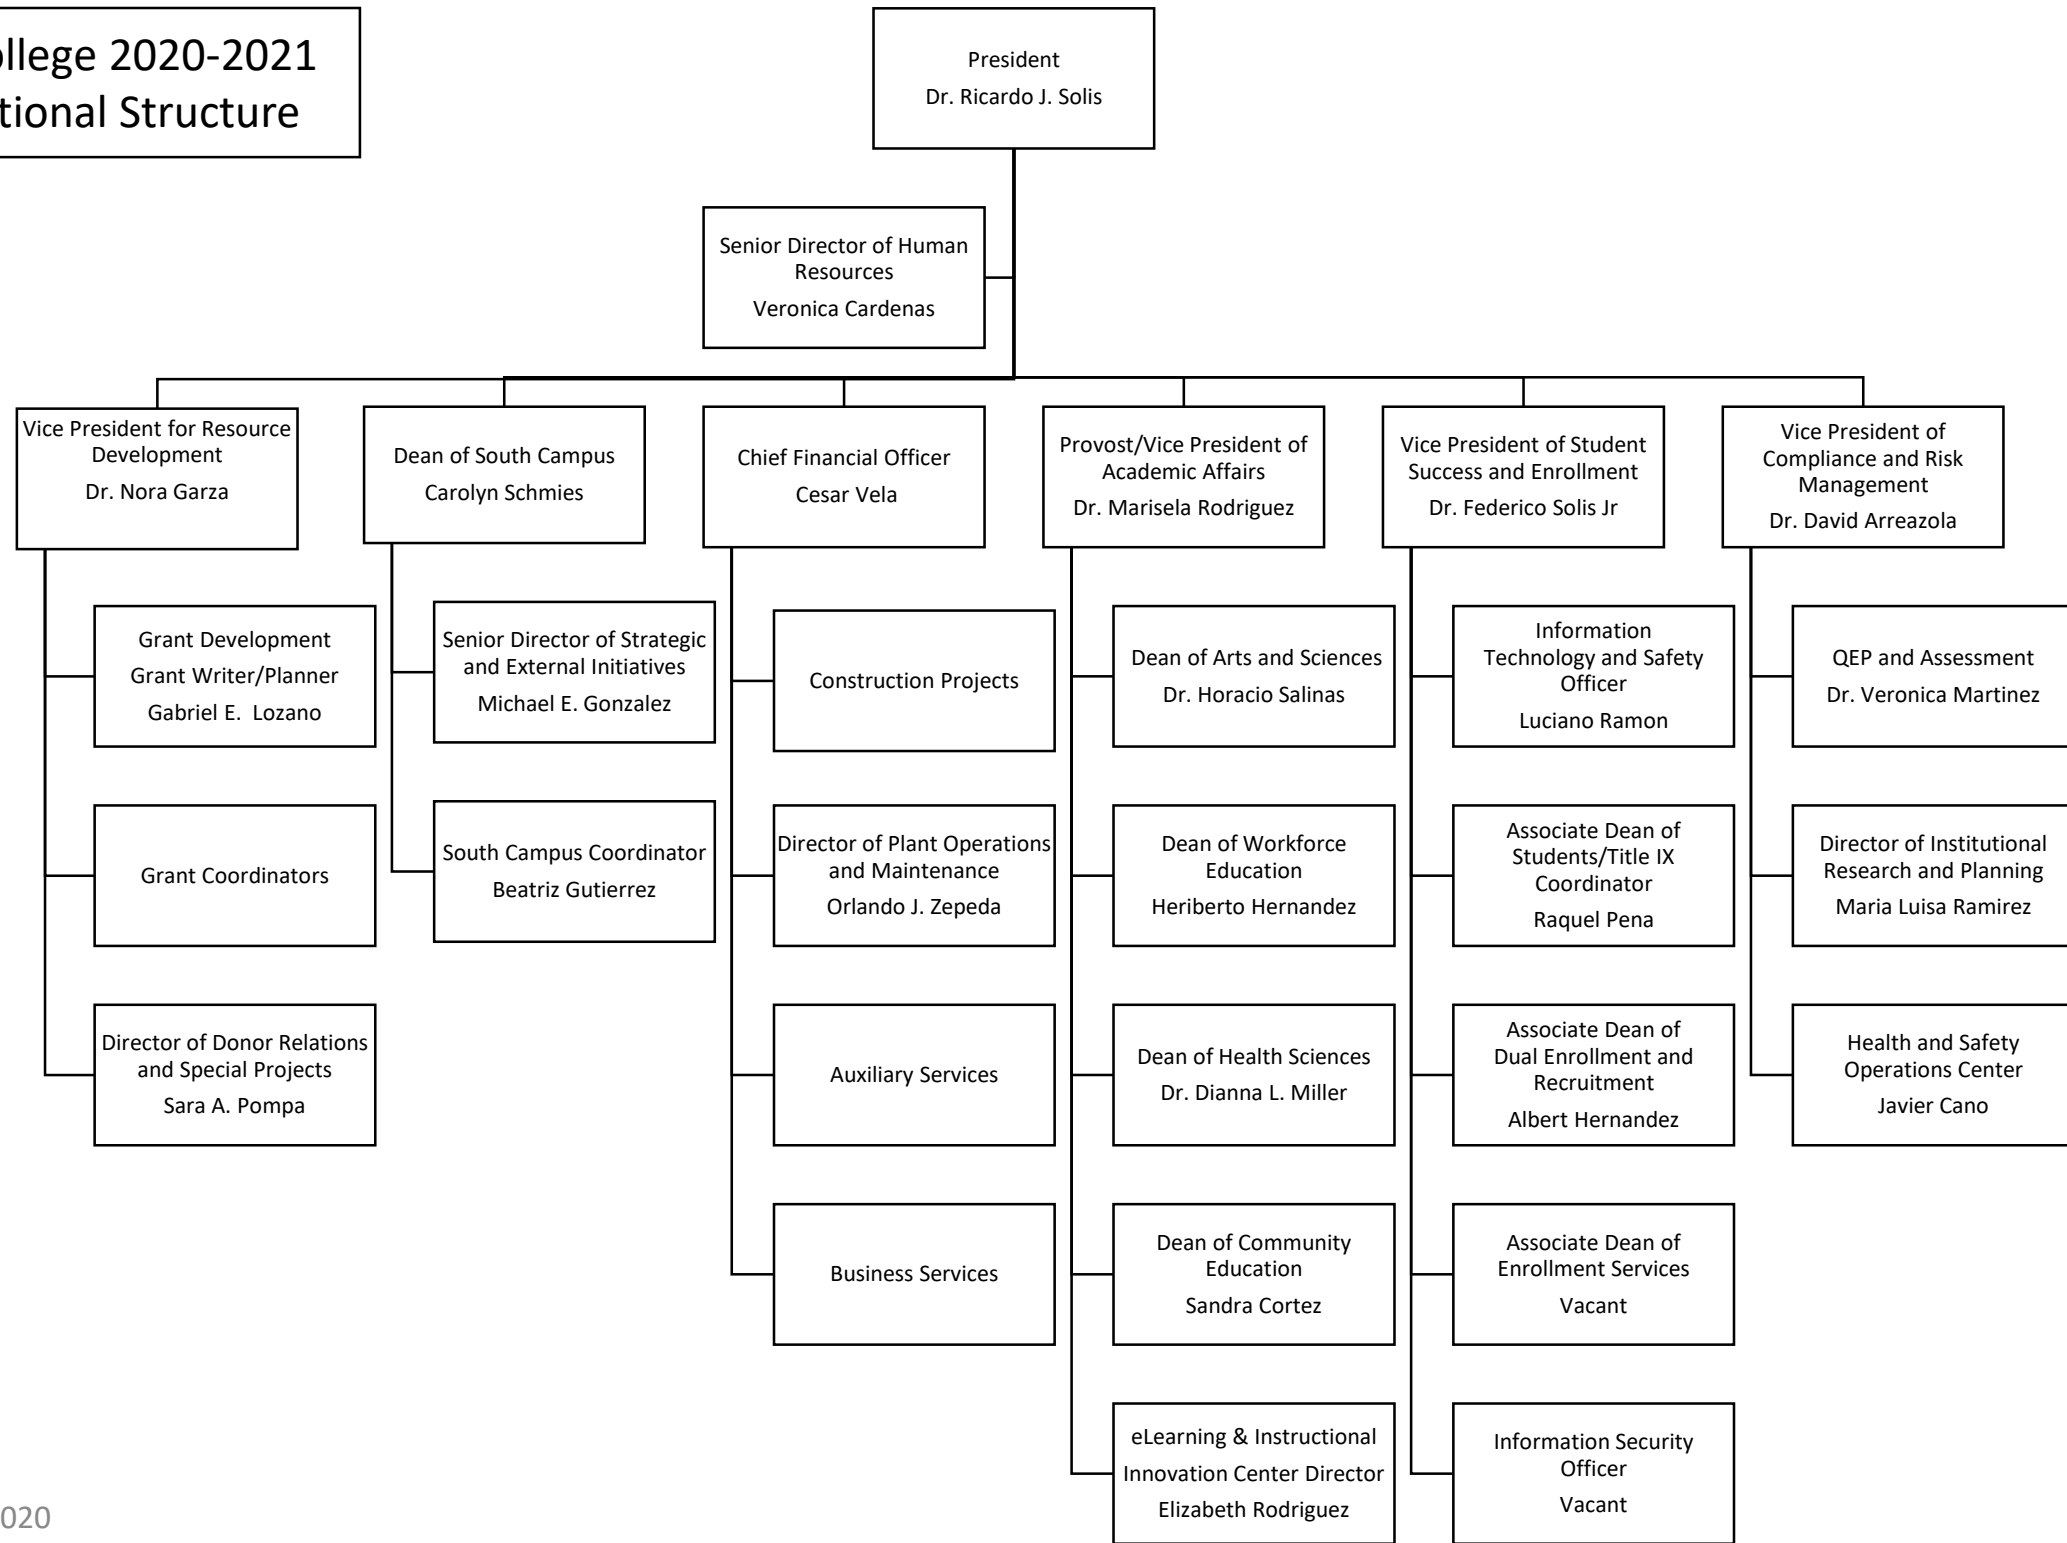 ollege 2020-2021
tional Structure
President
Dr. Ricardo J. Solis
Senior Director of Human
Resources
Veronica Cardenas
Vice President for Resource
Development
Dr. Nora Garza
Dean of South Campus
Carolyn Schmies
Chief Financial Officer
Cesar Vela
Provost/Vice President of
Academic Affairs
Dr. Marisela Rodriguez
Vice President of Student
Success and Enrollment
Dr. Federico Solis Jr
Vice President of
Compliance and Risk
Management
Dr. David Arreazola
Grant Development
Grant Writer/Planner
Gabriel E. Lozano
Senior Director of Strategic
and External Initiatives
Michael E. Gonzalez
Construction Projects
Dean of Arts and Sciences
Dr. Horacio Salinas
Information
Technology and Safety
Officer
Luciano Ramon
QEP and Assessment
Dr. Veronica Martinez
Grant Coordinators
South Campus Coordinator
Beatriz Gutierrez
Director of Plant Operations
and Maintenance
Orlando J. Zepeda
Dean of Workforce
Education
Heriberto Hernandez
Associate Dean of
Students/Title IX
Coordinator
Raquel Pena
Director of Institutional
Research and Planning
Maria Luisa Ramirez
Director of Donor Relations
and Special Projects
Sara A. Pompa
Auxiliary Services
Dean of Health Sciences
Dr. Dianna L. Miller
Associate Dean of
Dual Enrollment and
Recruitment
Albert Hernandez
Health and Safety
Operations Center
Javier Cano
Business Services
Dean of Community
Education
Sandra Cortez
Associate Dean of
Enrollment Services
Vacant
eLearning & Instructional
Innovation Center Director
Elizabeth Rodriguez
Information Security
Officer
Vacant
020